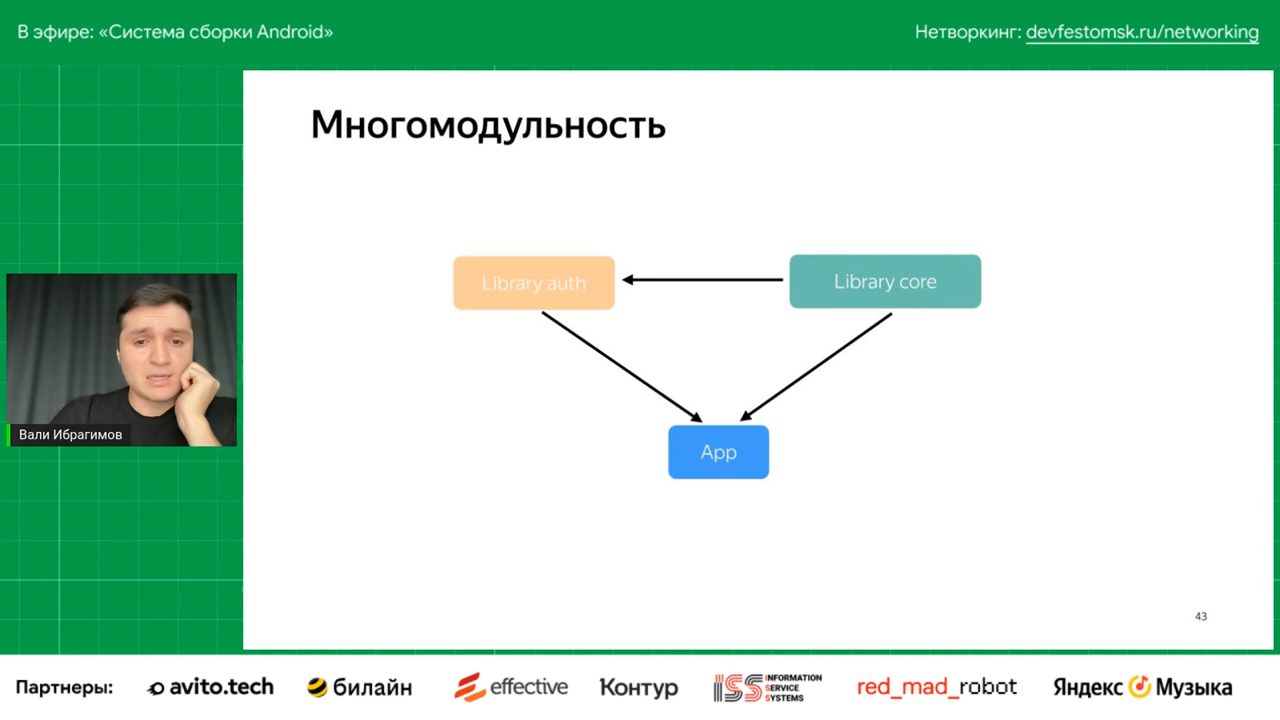 В эфире: «Система сборки Android»
Нетворкинг: devfestomsk.ru/networking
Многомодульность
Library auth
Library core
App
Вали Ибрагимов
43
Партнеры:
avito.tech
билайн
effective
Контур
ISS INFORMATION
SERVICE
SYSTEMS
red_mad_robot
Яндекс Музыка